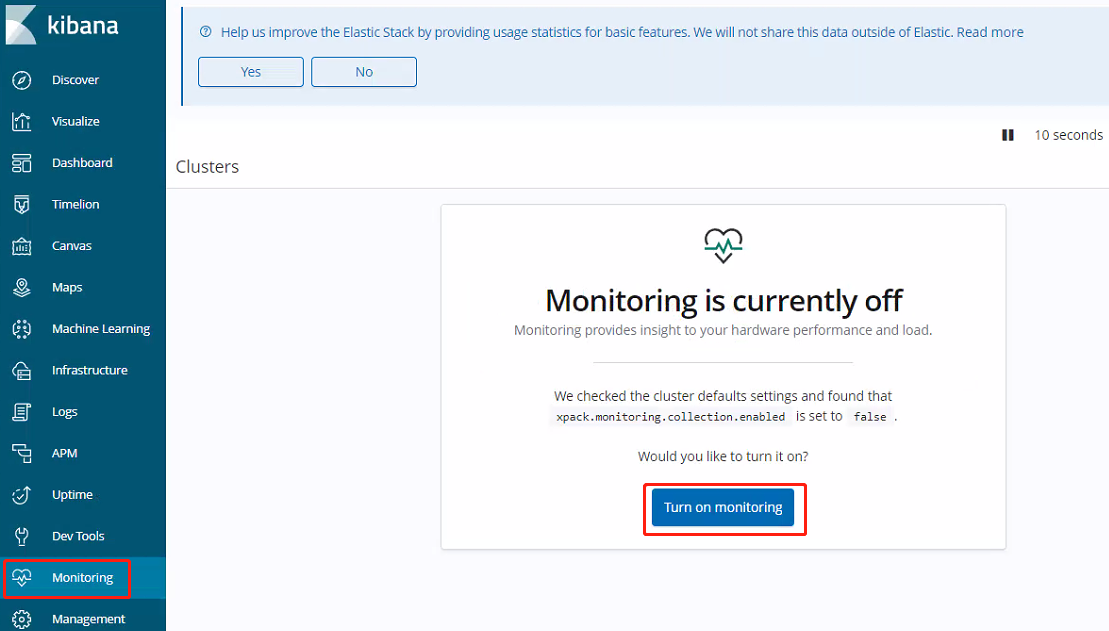 kibana
Discover
Visualize
Dashboard
Timelion
Canvas
Maps
Machine Learning
Infrastructure
Logs
APM
Uptime
Dev Tools
Monitoring
Management
Help us improve the Elastic Stack by providing usage statistics for basic features. We will not share this data outside of Elastic. Read more
Yes No
10 seconds
Clusters
Monitoring is currently off
Monitoring provides insight to your hardware performance and load.
We checked the cluster defaults settings and found that
xpack.monitoring.collection.enabled is set to false .
Would you like to turn it on?
Turn on monitoring